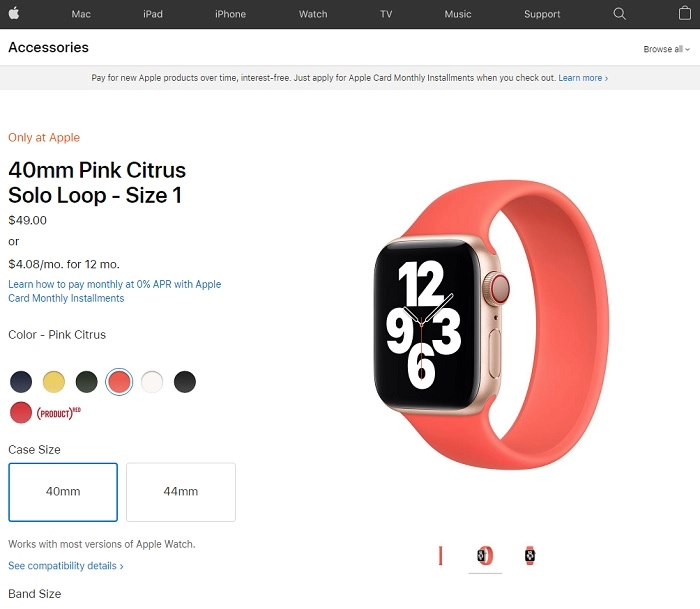 Mac iPad iPhone Watch TV Music Support
Accessories
Browse all
Pay for new Apple products over time, interest-free. Just apply for Apple Card Monthly Installments when you check out. Learn more >
Only at Apple
40mm Pink Citrus
Solo Loop - Size 1
$49.00
or
$4.08/mo. for 12 mo.
Learn how to pay monthly at 0% APR with Apple
Card Monthly Installments
Color - Pink Citrus
(PRODUCT)RED
Case Size
40mm 44mm
Works with most versions of Apple Watch.
See compatibility details >
Band Size
12
9 3
6